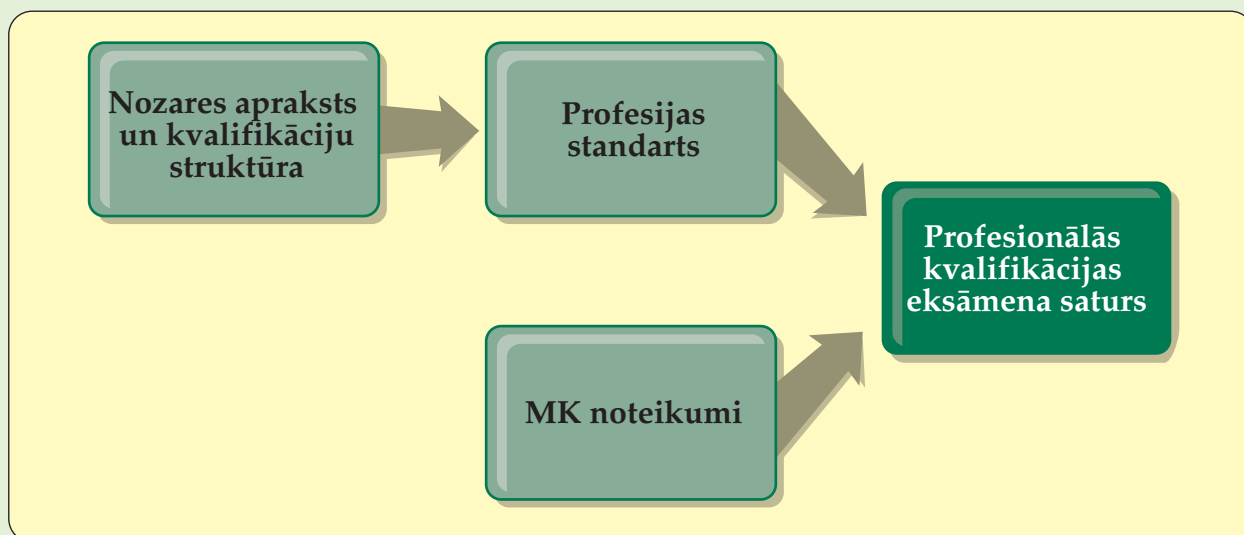 Nozares apraksts
un kvalifikāciju
struktūra
Profesijas
standarts
Profesionālās
kvalifikācijas
eksāmena saturs
MK noteikumi